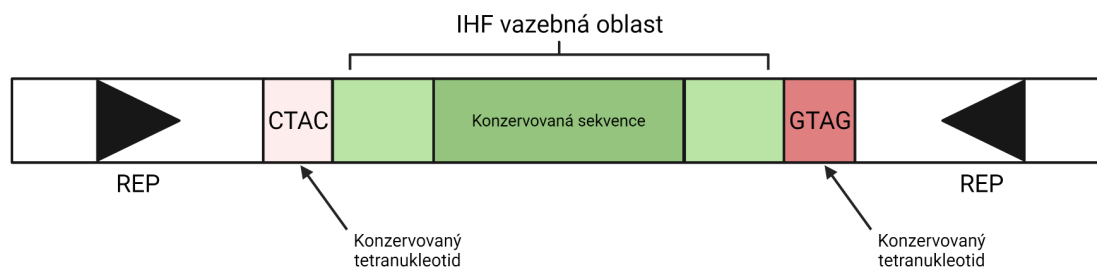 IHF vazebná oblast
CTAC
Konzervovaná sekvence
GTAG
REP
REP
Konzervovaný
tetranukleotid
Konzervovaný
tetranukleotid